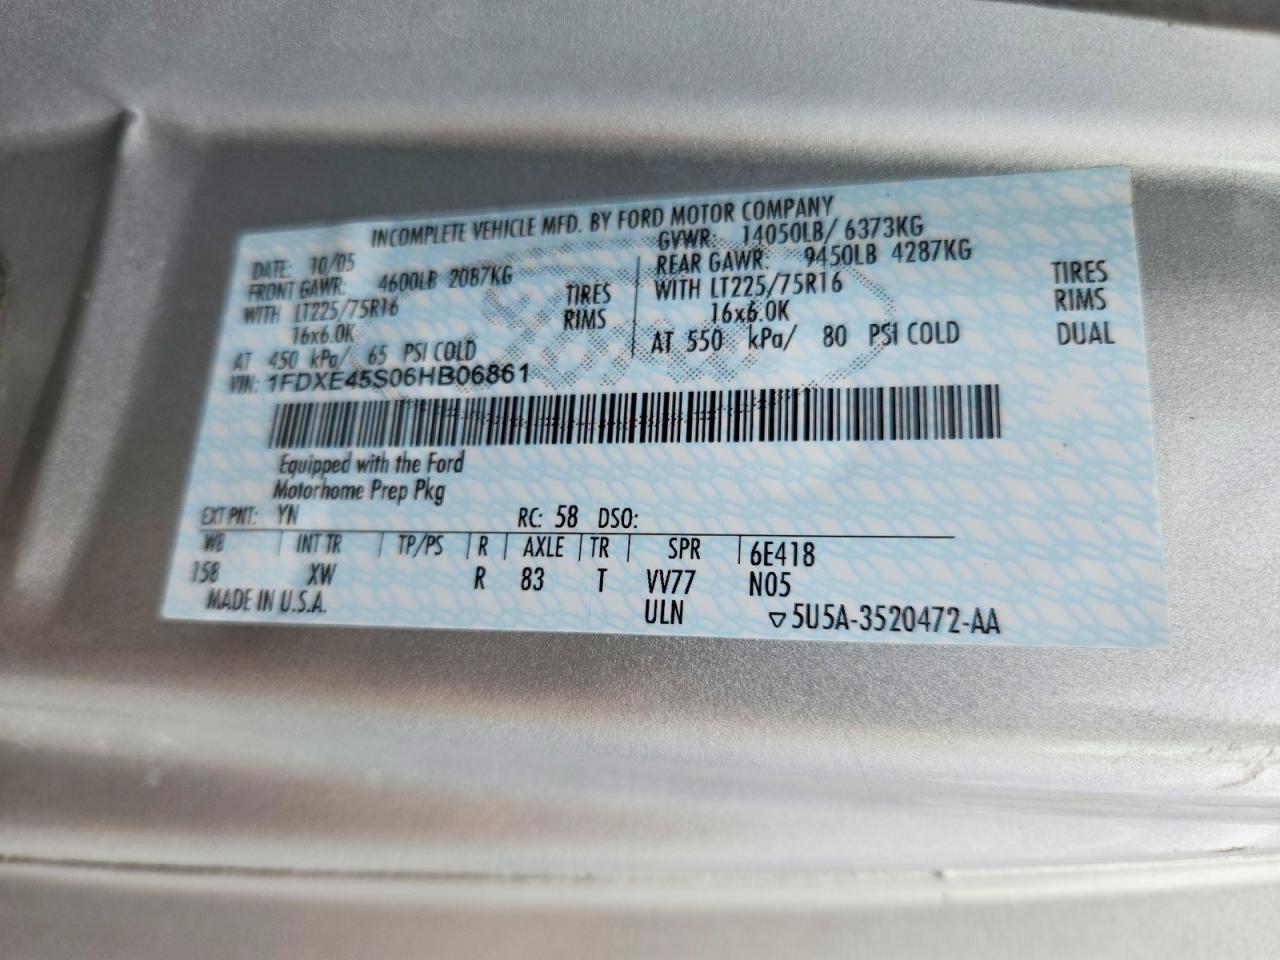 INCOMPLETE VEHICLE MFD. BY FORD MOTOR COMPANY
DATE: 10/05 GVWR: 14050LB/ 6373KG
FRONT GAWR: 4600LB 2087KG REAR GAWR: 9450LB 4287KG
WITH LT225/75R16 TIRES WITH LT225/75R16 TIRES
16x6.0K RIMS 16x6.0K RIMS
AT 450 kPa/ 65 PSI COLD AT 550 kPa/ 80 PSI COLD DUAL
VIN: 1FDXE45S06HB06861
Equipped with the Ford
Motorhome Prep Pkg
EXT PNT: YN RC: 58 DSO:
WB INT TR TP/PS R AXLE TR SPR 6E418
158 XW R 83 T VV77 N05
MADE IN U.S.A. ULN ▽5U5A-3520472-AA